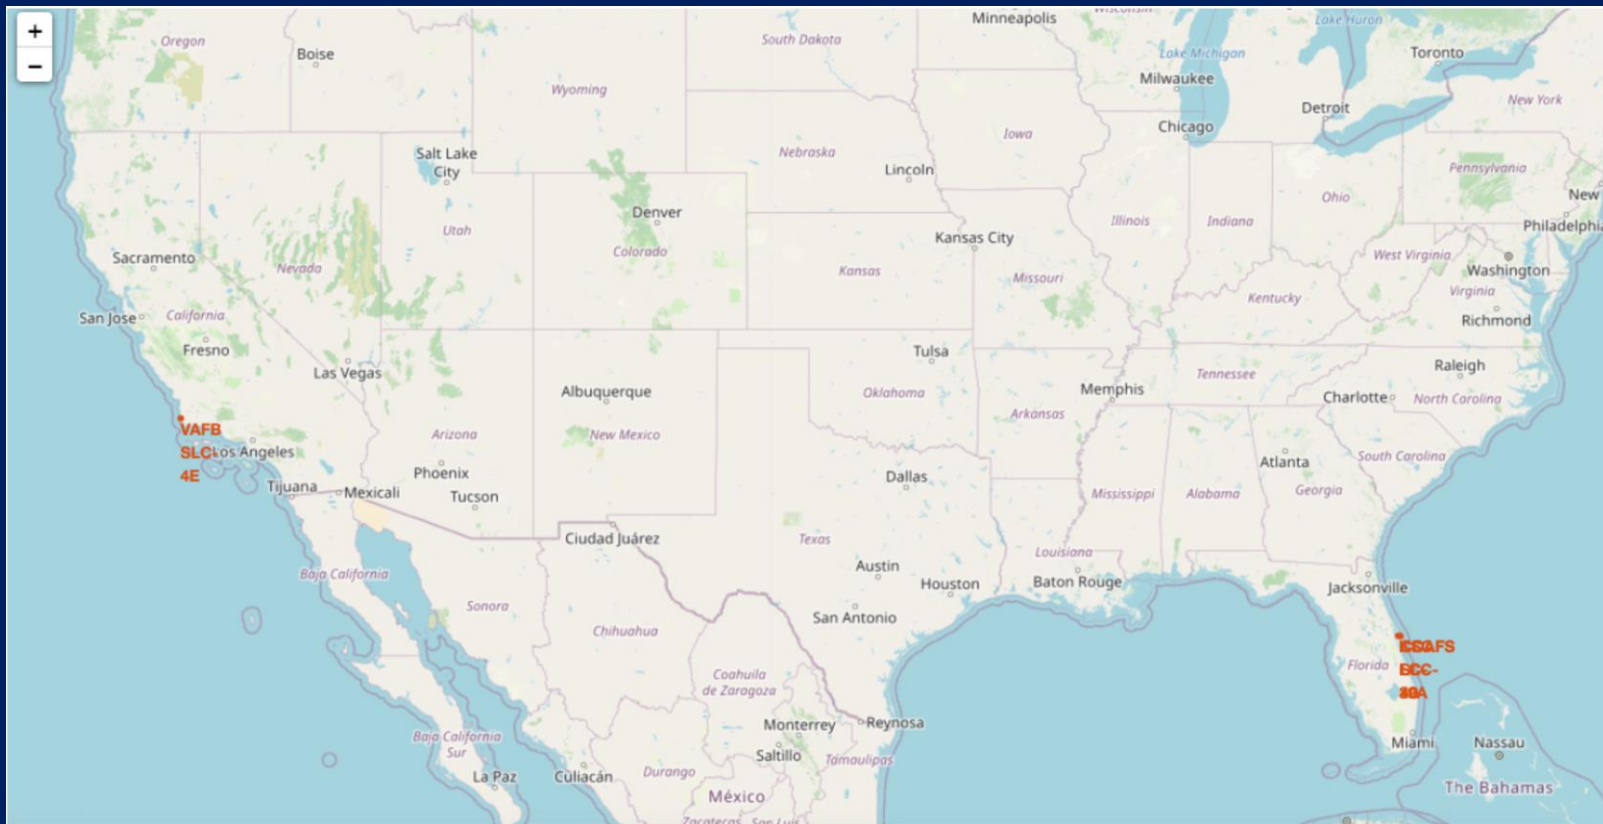 +
−
Oregon
Boise
Wyoming
South Dakota
Minneapolis
Wisconsin
Lake Michigan
Lake Huron
Toronto
Milwaukee
Detroit
New York
Chicago
Iowa
Salt Lake
City
Nebraska
Lincoln
Pennsylvania
New
Ohio
Philadelphia
Denver
Utah
Colorado
Illinois
Indiana
Kansas City
Sacramento
Nevada
Kansas
Missouri
West Virginia
Washington
Kentucky
Virginia
San Jose
California
Richmond
Fresno
Las Vegas
Tulsa
Raleigh
Tennessee
Albuquerque
Oklahoma
Memphis
Charlotte
North Carolina
Arkansas
VAFB
SLC-
4E
Los Angeles
Arizona
New Mexico
South Carolina
Atlanta
Phoenix
Dallas
Tijuana
Mexicali
Tucson
Mississippi
Alabama
Georgia
Ciudad Juárez
Texas
Louisiana
Austin
Houston
Baton Rouge
Baja California
Jacksonville
Sonora
San Antonio
Chihuahua
Florida
Coahuila
de Zaragoza
Monterrey
Reynosa
Baja California
Sur
Saltillo
Tamaulipas
Miami
Nassau
La Paz
Culiacán
Durango
The Bahamas
México
Zacatecas
San Luis